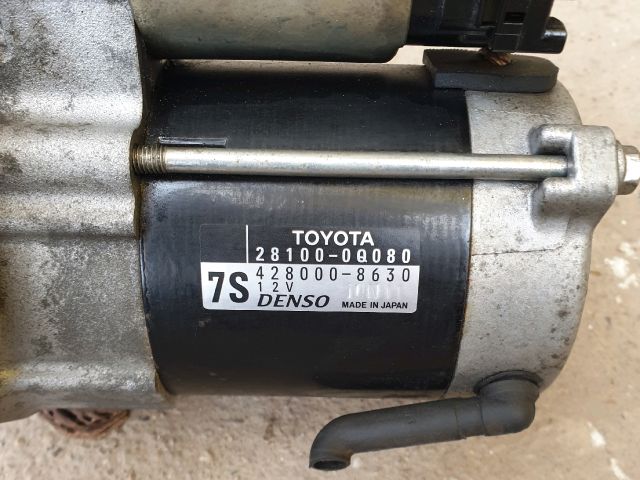 TOYOTA
28100-0Q080
7S 428000-8630
12V
DENSO MADE IN JAPAN